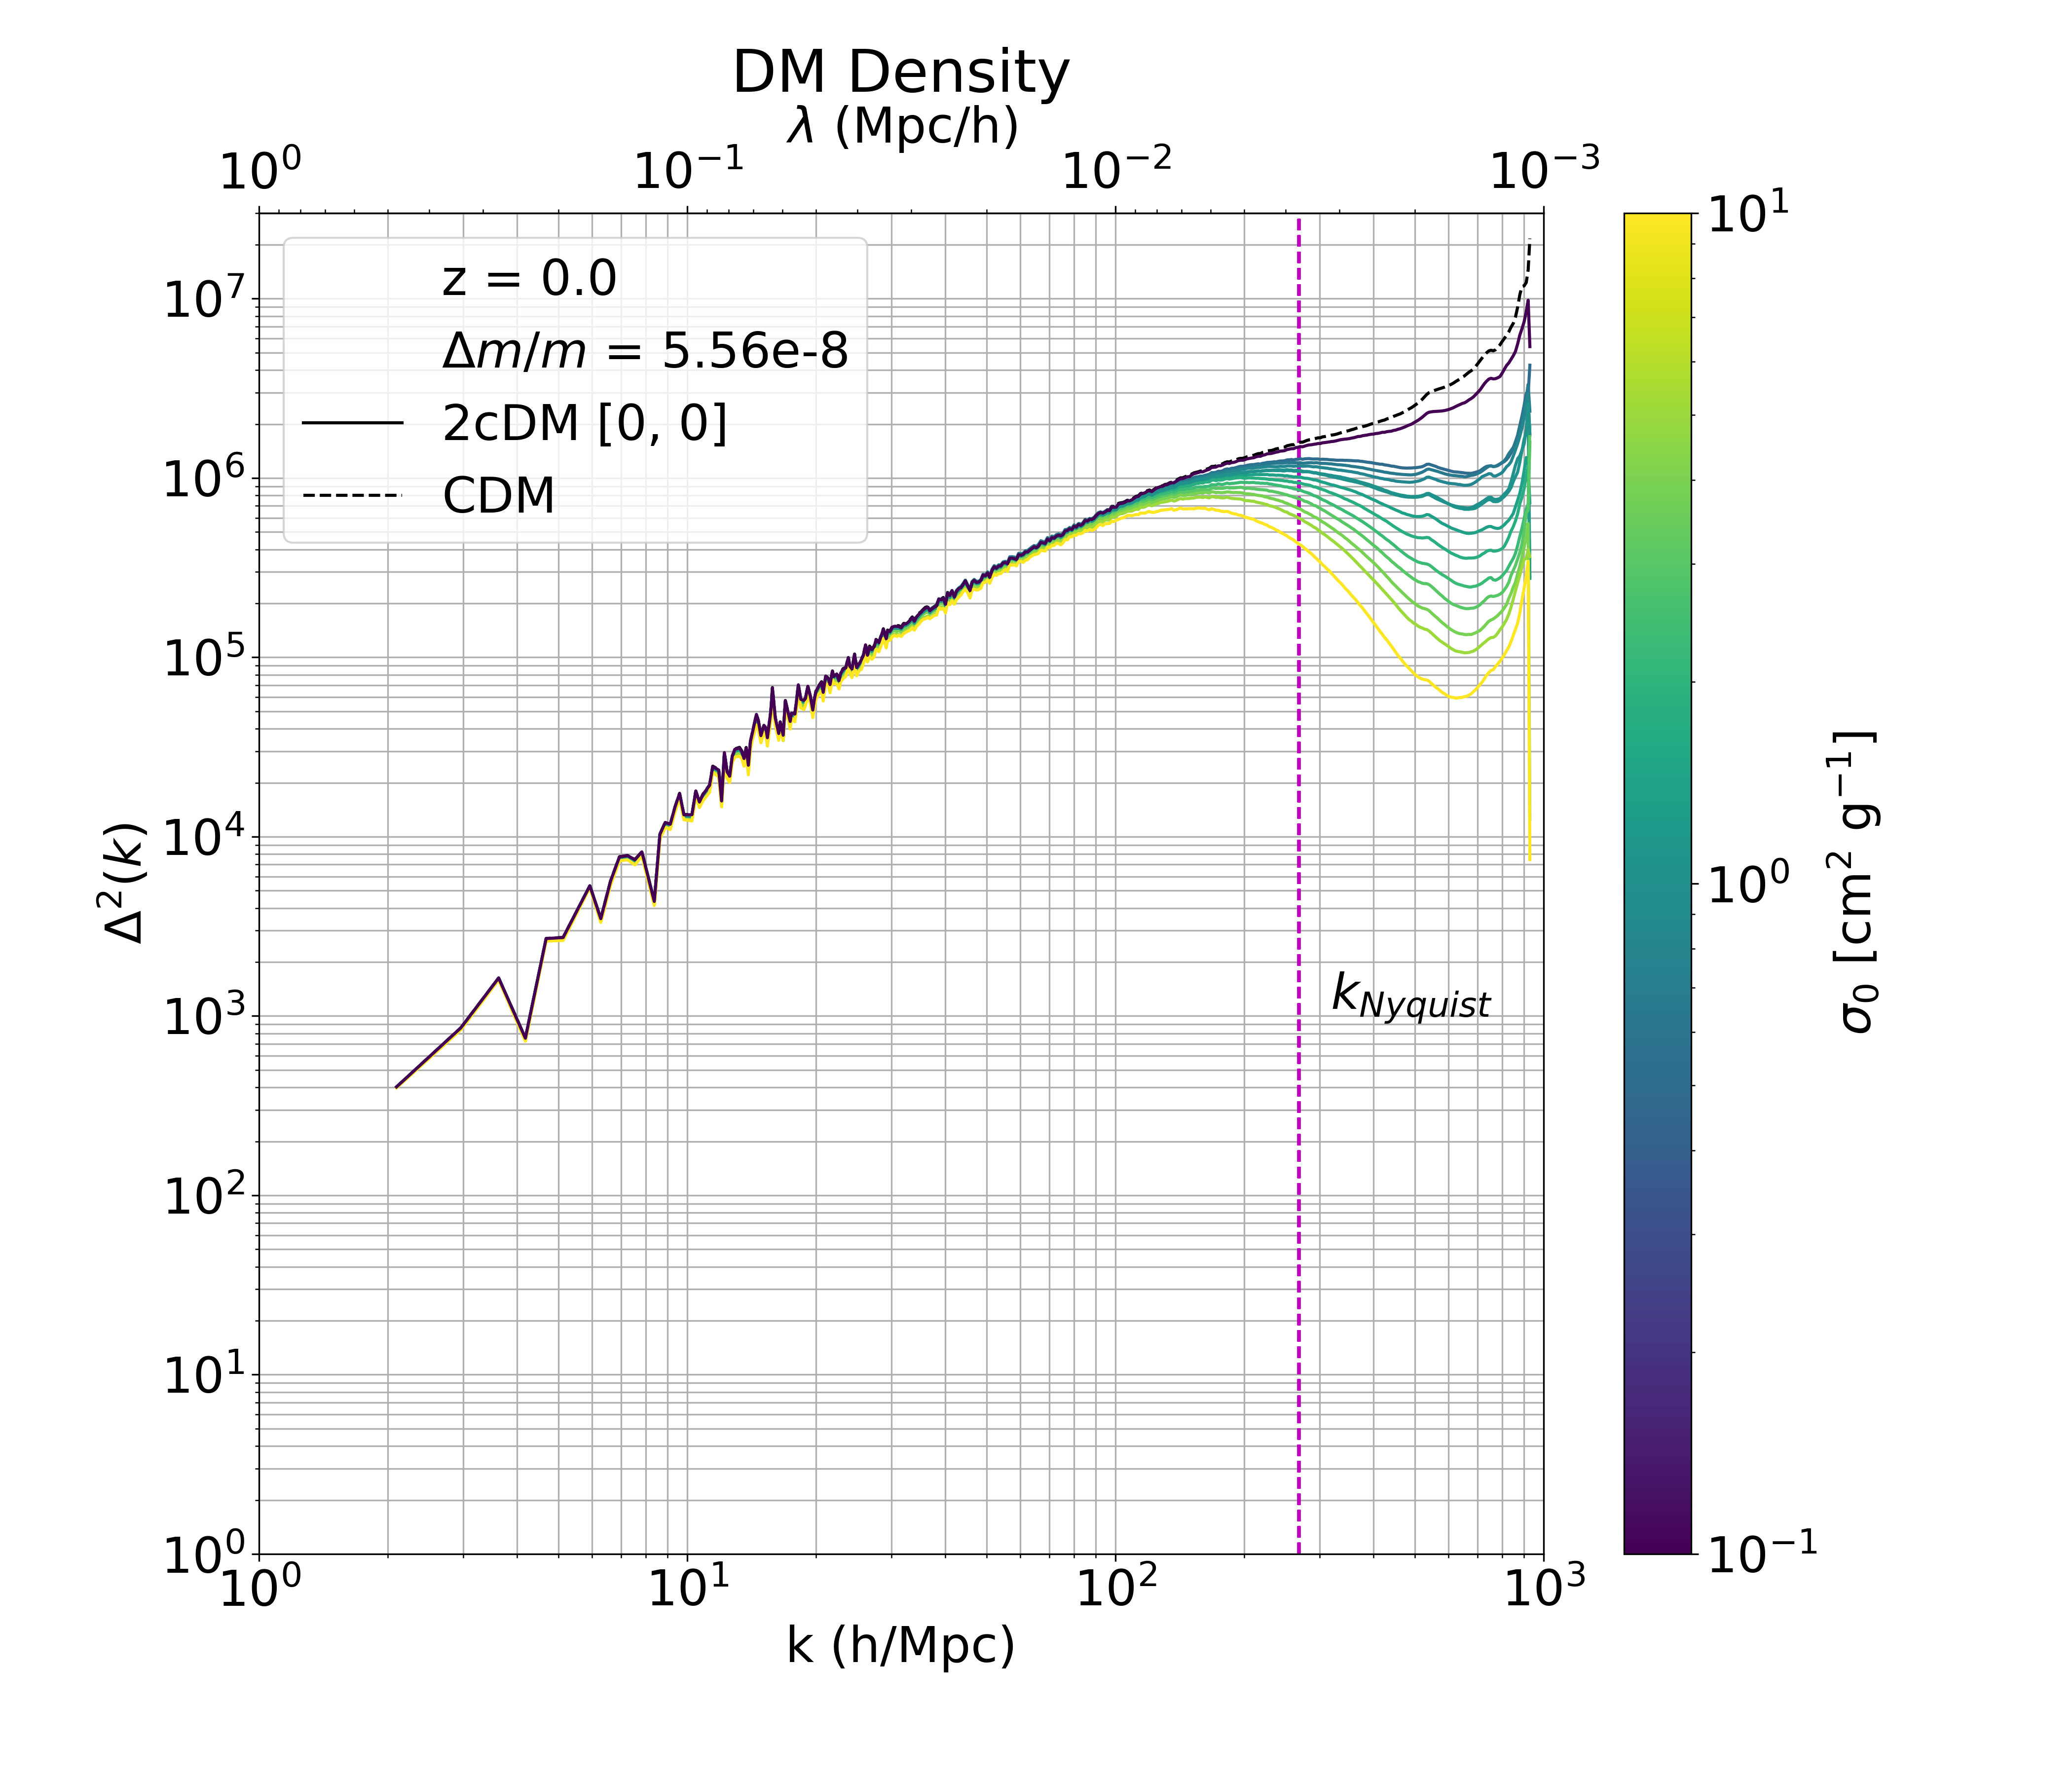 DM Density
λ (Mpc/h)
10⁰ 10⁻¹ 10⁻² 10⁻³
z = 0.0
Δm/m = 5.56e-8
2cDM [0, 0]
CDM
Δ²(k)
10⁷
10⁶
10⁵
10⁴
10³
10²
10¹
10⁰
k_Nyquist
10⁰ 10¹ 10² 10³
k (h/Mpc)
10¹
10⁰
10⁻¹
σ₀ [cm² g⁻¹]